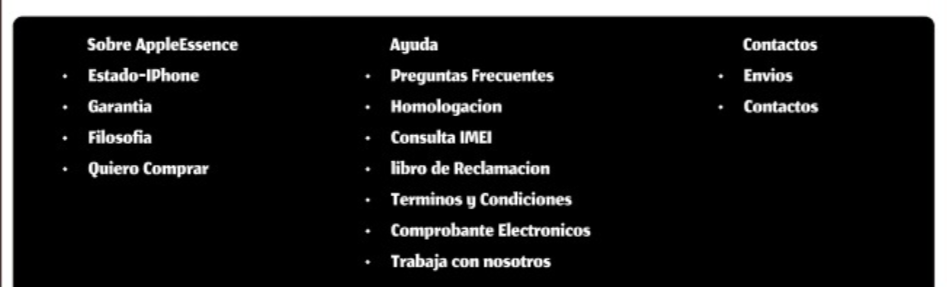 Sobre AppleEssence
• Estado-IPhone
• Garantia
• Filosofia
• Quiero Comprar
Ayuda
• Preguntas Frecuentes
• Homologacion
• Consulta IMEI
• libro de Reclamacion
• Terminos y Condiciones
• Comprobante Electronicos
• Trabaja con nosotros
Contactos
• Envios
• Contactos